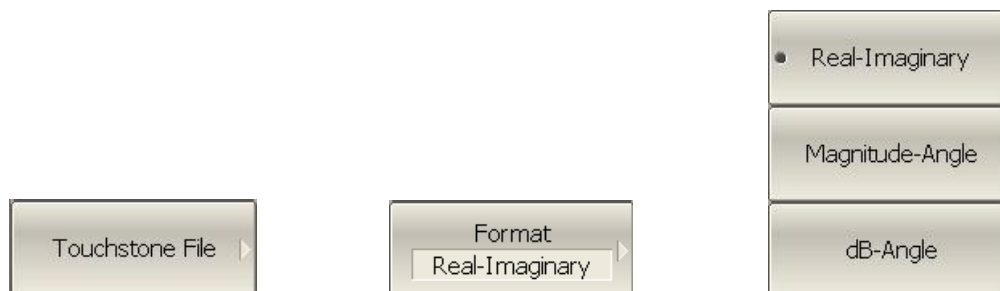 Touchstone File
Format
Real-Imaginary
Real-Imaginary
Magnitude-Angle
dB-Angle